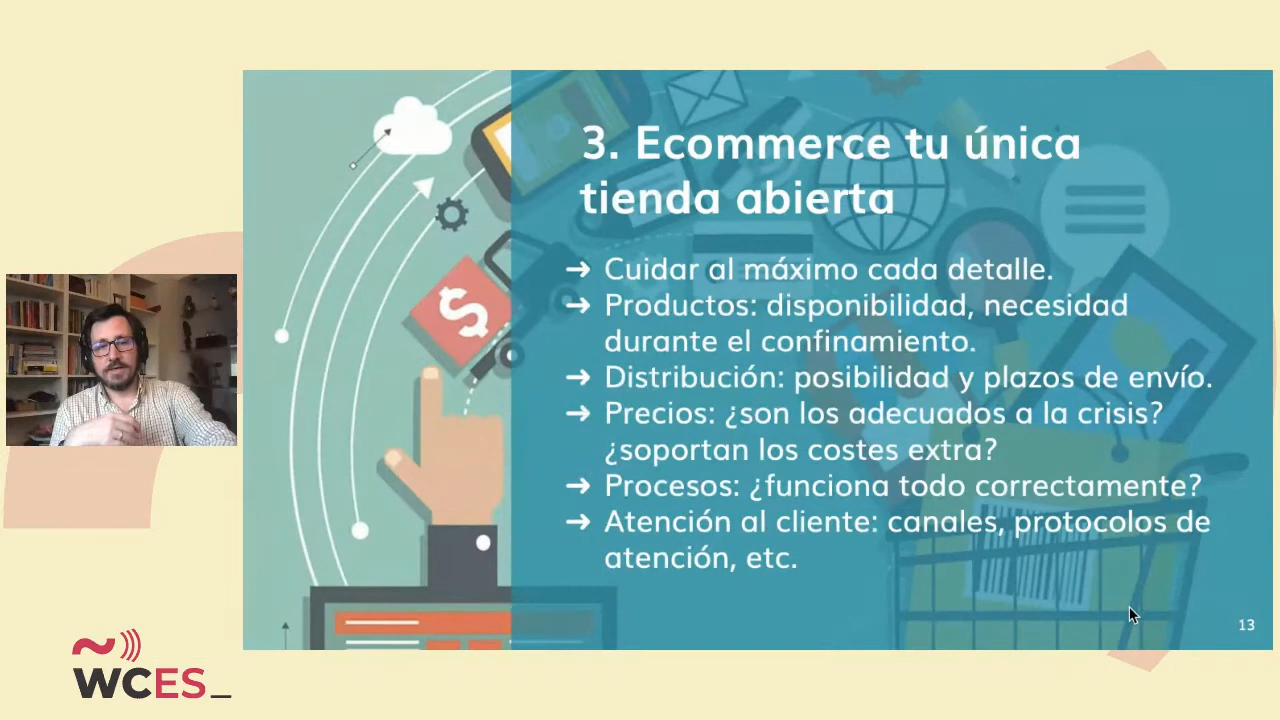 3. Ecommerce tu única
tienda abierta
➜ Cuidar al máximo cada detalle.
➜ Productos: disponibilidad, necesidad
durante el confinamiento.
➜ Distribución: posibilidad y plazos de envío.
➜ Precios: ¿son los adecuados a la crisis?
¿soportan los costes extra?
➜ Procesos: ¿funciona todo correctamente?
➜ Atención al cliente: canales, protocolos de
atención, etc.
$
13
WCES_